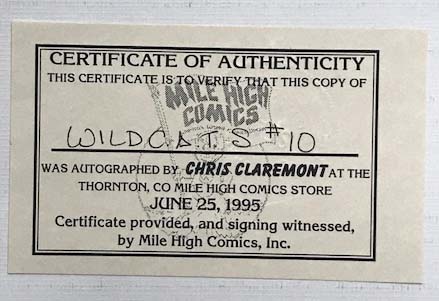 CERTIFICATE OF AUTHENTICITY
THIS CERTIFICATE IS TO VERIFY THAT THIS COPY OF
MILE HIGH
COMICS
WILDCATS #10
WAS AUTOGRAPHED BY CHRIS CLAREMONT AT THE
THORNTON, CO MILE HIGH COMICS STORE
JUNE 25, 1995
Certificate provided, and signing witnessed,
by Mile High Comics, Inc.